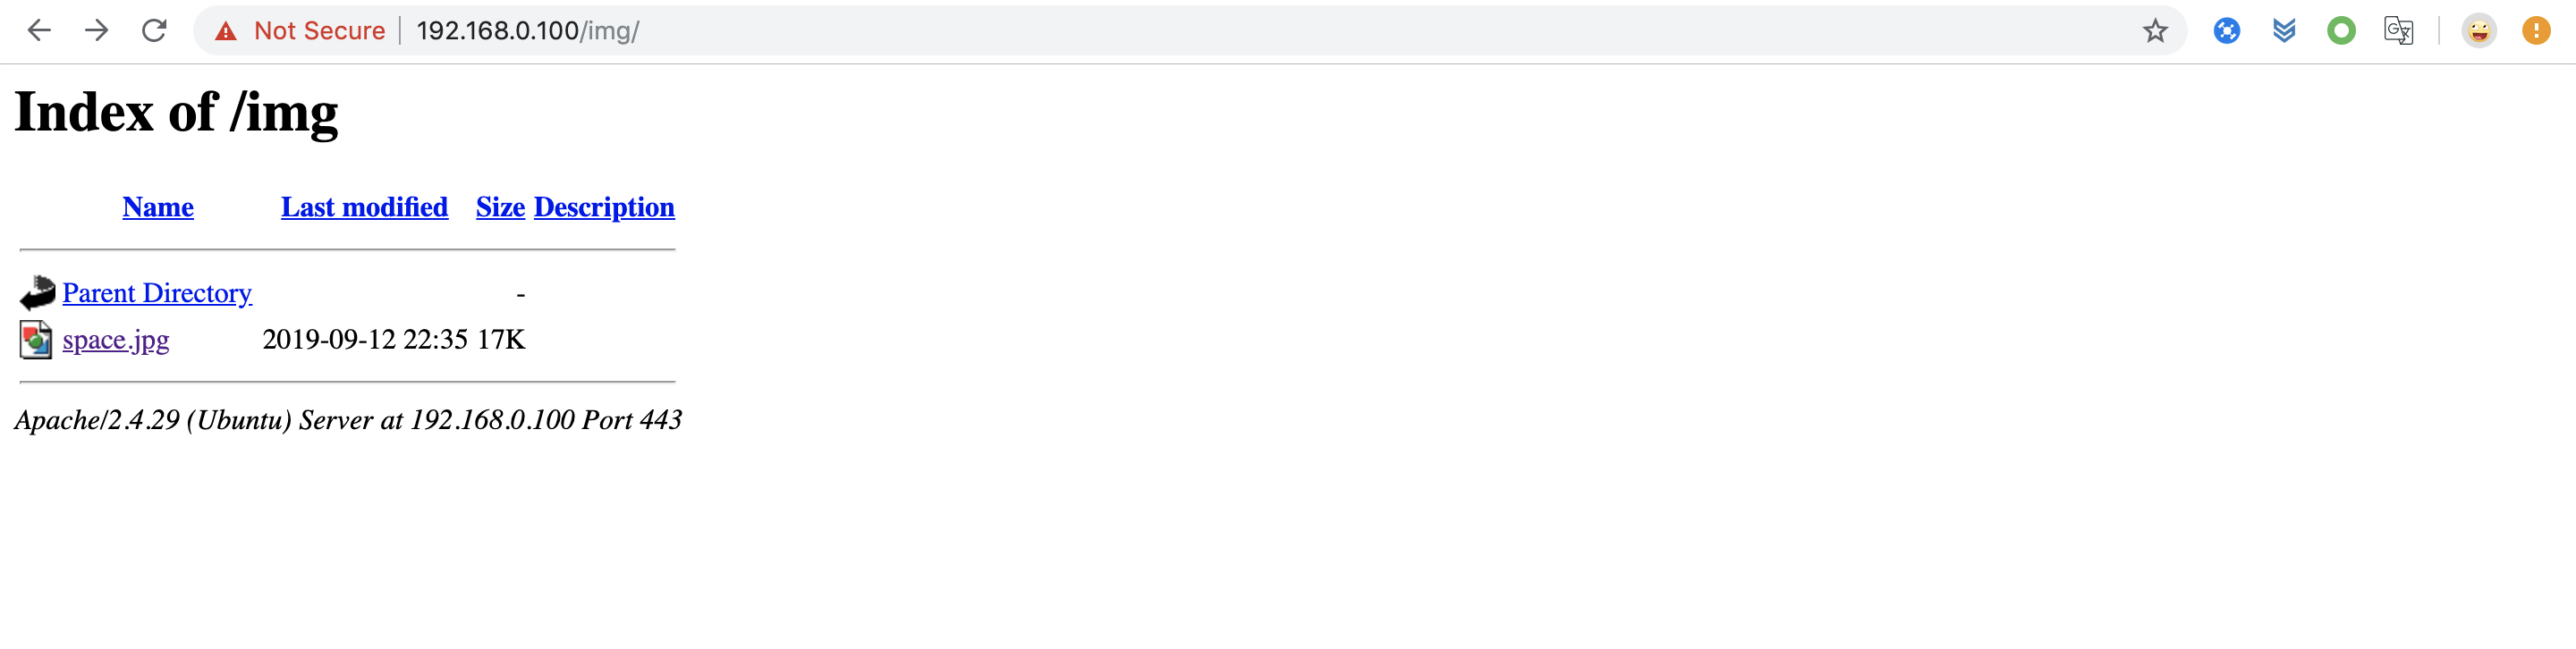 Not Secure | 192.168.0.100/img/
Index of /img
Name Last modified Size Description
Parent Directory -
space.jpg 2019-09-12 22:35 17K
Apache/2.4.29 (Ubuntu) Server at 192.168.0.100 Port 443